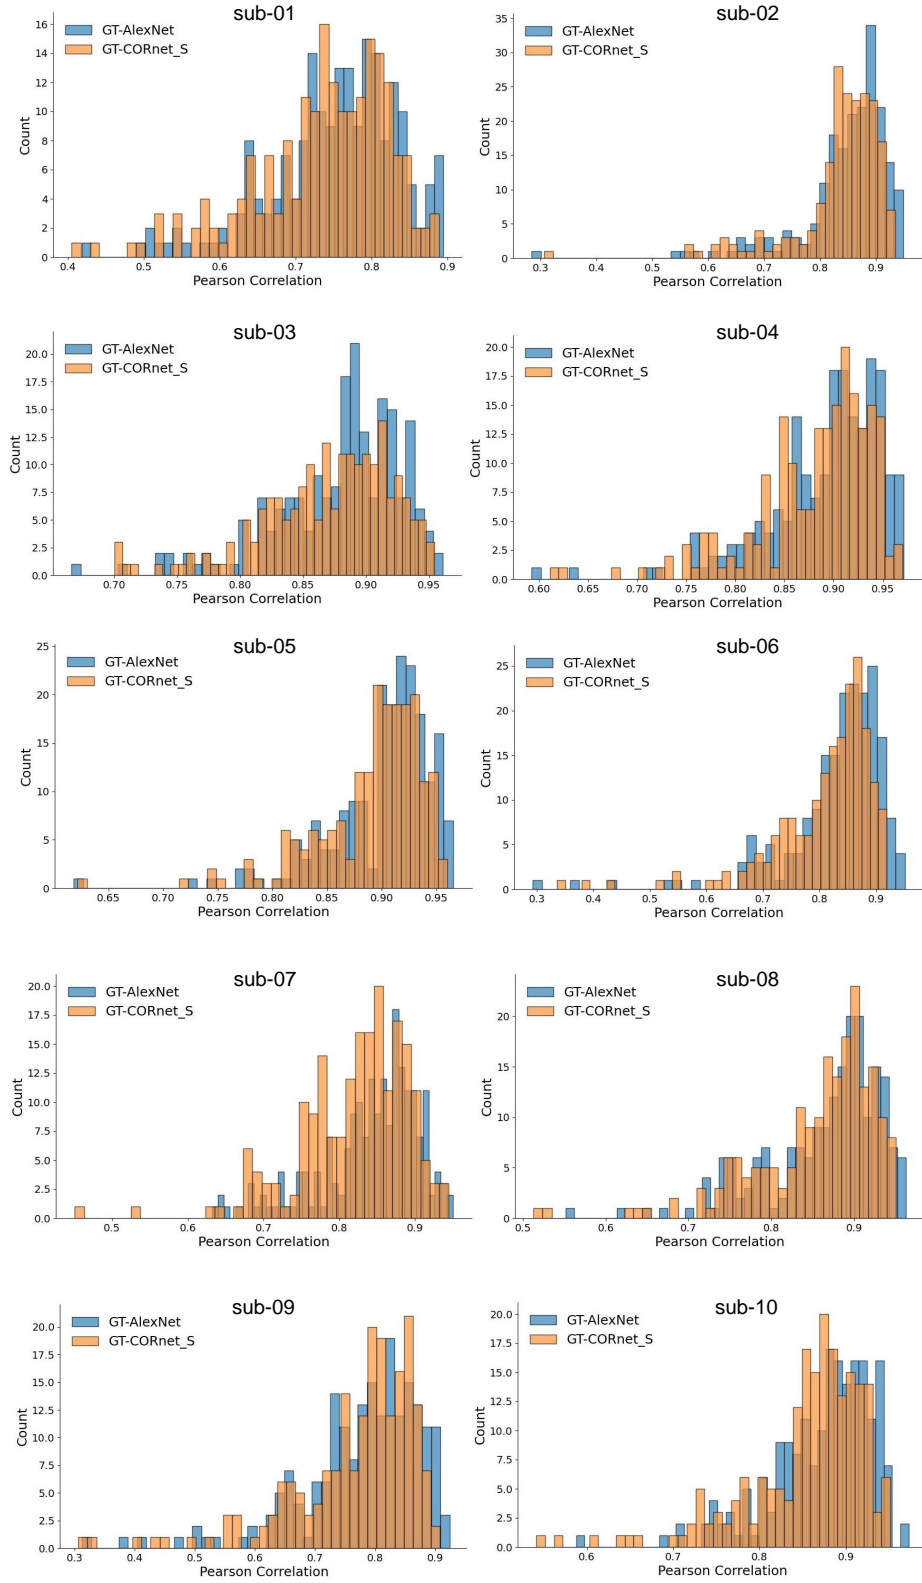 sub-01
GT-AlexNet
GT-CORnet_S
Count
16
14
12
10
8
6
4
2
0
0.4 0.5 0.6 0.7 0.8 0.9
Pearson Correlation
sub-02
GT-AlexNet
GT-CORnet_S
Count
35
30
25
20
15
10
5
0
0.3 0.4 0.5 0.6 0.7 0.8 0.9
Pearson Correlation
sub-03
GT-AlexNet
GT-CORnet_S
Count
20.0
17.5
15.0
12.5
10.0
7.5
5.0
2.5
0.0
0.70 0.75 0.80 0.85 0.90 0.95
Pearson Correlation
sub-04
GT-AlexNet
GT-CORnet_S
Count
20.0
17.5
15.0
12.5
10.0
7.5
5.0
2.5
0.0
0.60 0.65 0.70 0.75 0.80 0.85 0.90 0.95
Pearson Correlation
sub-05
GT-AlexNet
GT-CORnet_S
Count
25
20
15
10
5
0
0.65 0.70 0.75 0.80 0.85 0.90 0.95
Pearson Correlation
sub-06
GT-AlexNet
GT-CORnet_S
Count
25
20
15
10
5
0
0.3 0.4 0.5 0.6 0.7 0.8 0.9
Pearson Correlation
sub-07
GT-AlexNet
GT-CORnet_S
Count
20.0
17.5
15.0
12.5
10.0
7.5
5.0
2.5
0.0
0.5 0.6 0.7 0.8 0.9
Pearson Correlation
sub-08
GT-AlexNet
GT-CORnet_S
Count
20
15
10
5
0
0.5 0.6 0.7 0.8 0.9
Pearson Correlation
sub-09
GT-AlexNet
GT-CORnet_S
Count
20.0
17.5
15.0
12.5
10.0
7.5
5.0
2.5
0.0
0.3 0.4 0.5 0.6 0.7 0.8 0.9
Pearson Correlation
sub-10
GT-AlexNet
GT-CORnet_S
Count
20.0
17.5
15.0
12.5
10.0
7.5
5.0
2.5
0.0
0.6 0.7 0.8 0.9
Pearson Correlation